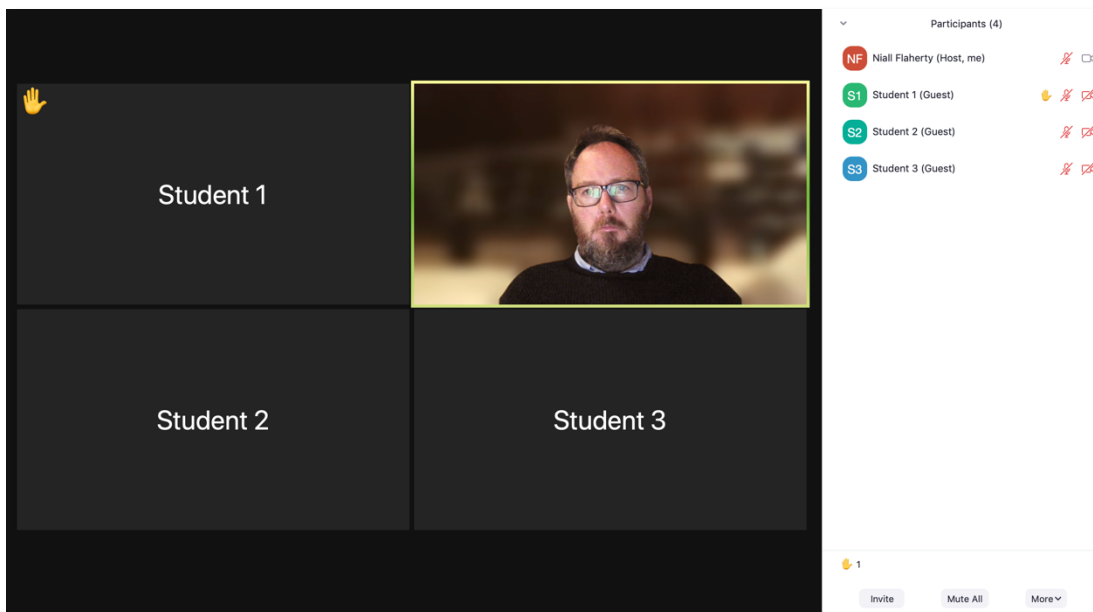 Student 1
Student 2
Student 3
Participants (4)
NF Niall Flaherty (Host, me)
S1 Student 1 (Guest)
S2 Student 2 (Guest)
S3 Student 3 (Guest)
1
Invite
Mute All
More